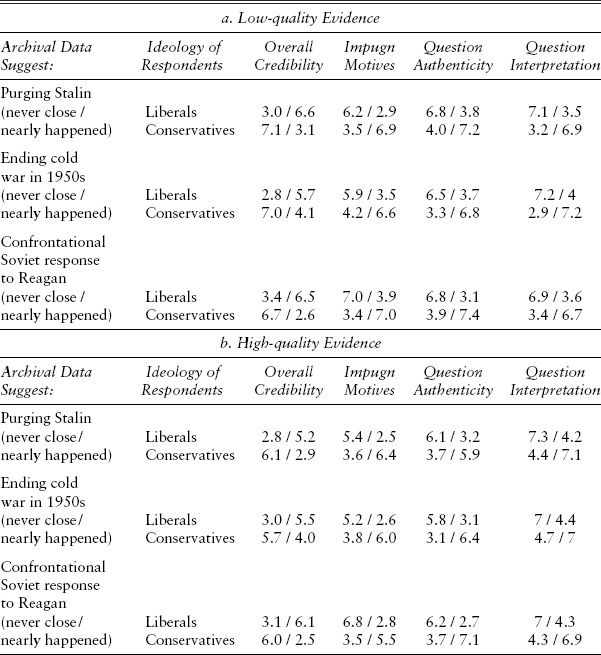 a. Low-quality Evidence
Archival Data Ideology of Overall Impugn Question Question
Suggest: Respondents Credibility Motives Authenticity Interpretation
Purging Stalin
(never close / Liberals 3.0 / 6.6 6.2 / 2.9 6.8 / 3.8 7.1 / 3.5
nearly happened) Conservatives 7.1 / 3.1 3.5 / 6.9 4.0 / 7.2 3.2 / 6.9
Ending cold
war in 1950s
(never close / Liberals 2.8 / 5.7 5.9 / 3.5 6.5 / 3.7 7.2 / 4
nearly happened) Conservatives 7.0 / 4.1 4.2 / 6.6 3.3 / 6.8 2.9 / 7.2
Confrontational
Soviet response
to Reagan
(never close / Liberals 3.4 / 6.5 7.0 / 3.9 6.8 / 3.1 6.9 / 3.6
nearly happened) Conservatives 6.7 / 2.6 3.4 / 7.0 3.9 / 7.4 3.4 / 6.7
b. High-quality Evidence
Archival Data Ideology of Overall Impugn Question Question
Suggest: Respondents Credibility Motives Authenticity Interpretation
Purging Stalin
(never close / Liberals 2.8 / 5.2 5.4 / 2.5 6.1 / 3.2 7.3 / 4.2
nearly happened) Conservatives 6.1 / 2.9 3.6 / 6.4 3.7 / 5.9 4.4 / 7.1
Ending cold
war in 1950s
(never close / Liberals 3.0 / 5.5 5.2 / 2.6 5.8 / 3.1 7 / 4.4
nearly happened) Conservatives 5.7 / 4.0 3.8 / 6.0 3.1 / 6.4 4.7 / 7
Confrontational
Soviet response
to Reagan
(never close / Liberals 3.1 / 6.1 6.8 / 2.8 6.2 / 2.7 7 / 4.3
nearly happened) Conservatives 6.0 / 2.5 3.5 / 5.5 3.7 / 7.1 4.3 / 6.9